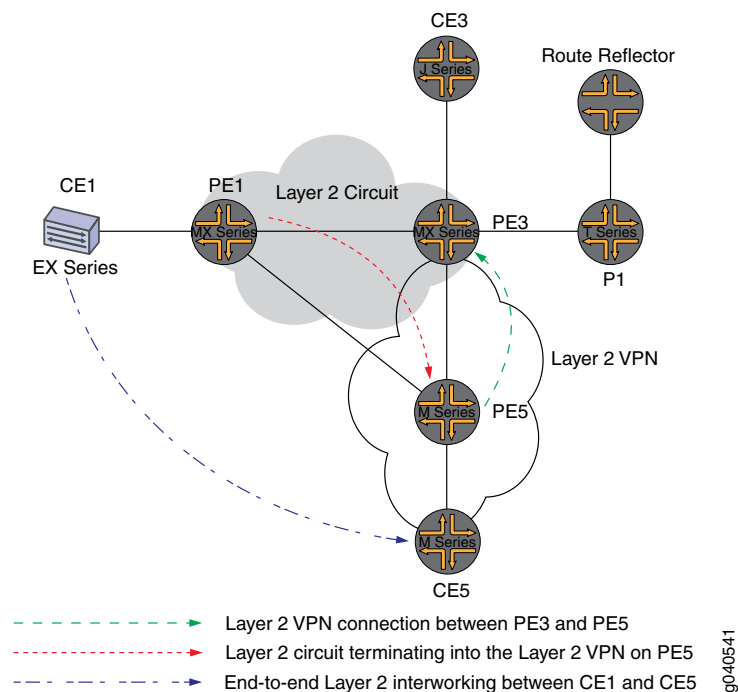 CE3
J Series
Route Reflector
CE1
PE1
Layer 2 Circuit
MX Series
MX Series
PE3
T Series
EX Series
P1
Layer 2 VPN
M Series
PE5
M Series
CE5
Layer 2 VPN connection between PE3 and PE5
Layer 2 circuit terminating into the Layer 2 VPN on PE5
End-to-end Layer 2 interworking between CE1 and CE5
g040541